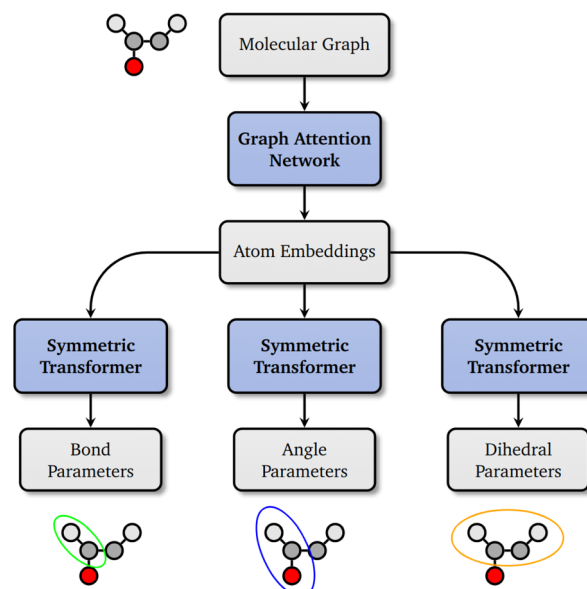 Molecular Graph
Graph Attention
Network
Atom Embeddings
Symmetric
Transformer
Symmetric
Transformer
Symmetric
Transformer
Bond
Parameters
Angle
Parameters
Dihedral
Parameters